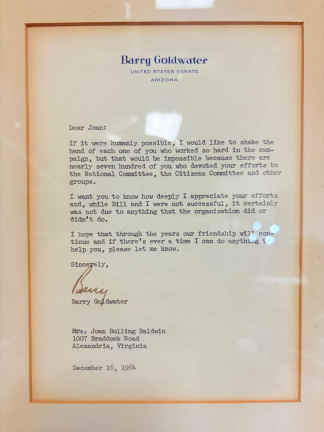 Barry Goldwater
UNITED STATES SENATE
ARIZONA
Dear Joan:
If it were humanly possible, I would like to shake the
hand of each one of you who worked so hard in the cam-
paign, but that would be impossible because there are
nearly seven hundred of you who devoted your efforts to
the National Committee, the Citizens Committee and other
groups.
I want you to know how deeply I appreciate your efforts
and, while Bill and I were not successful, it certainly
was not due to anything that the organization did or
didn't do.
I hope that through the years our friendship will con-
tinue and if there's ever a time I can do anything t
help you, please let me know.
Sincerely,
Barry
Barry Goldwater
Mrs. Joan Bolling Baldwin
1007 Braddock Road
Alexandria, Virginia
December 18, 1964